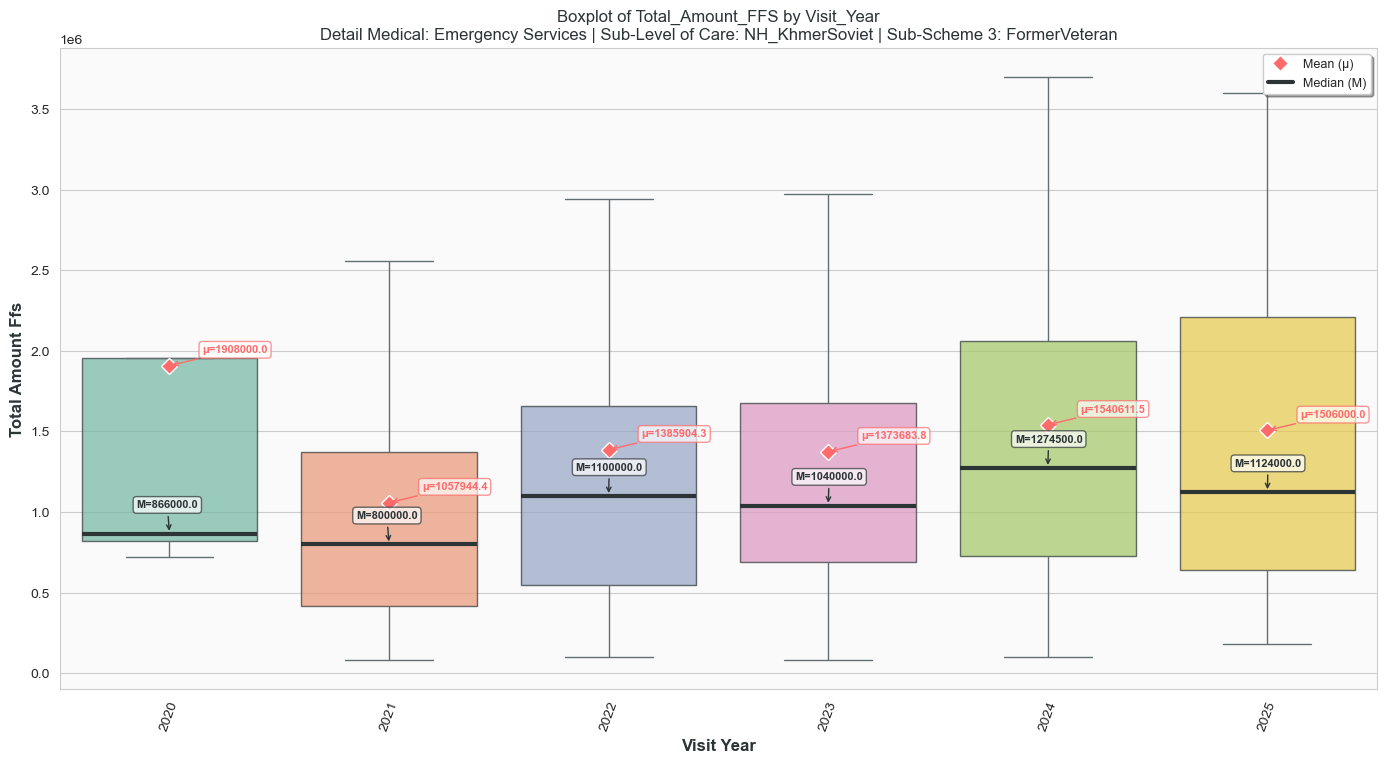 Boxplot of Total_Amount_FFS by Visit_Year
Detail Medical: Emergency Services | Sub-Level of Care: NH_KhmerSoviet | Sub-Scheme 3: FormerVeteran
1e6
Mean (μ)
Median (M)
3.5
3.0
2.5
2.0
1.5
1.0
0.5
0.0
Total Amount Ffs
μ=1908000.0
M=866000.0
μ=1057944.4
M=800000.0
μ=1385904.3
M=1100000.0
μ=1373683.8
M=1040000.0
μ=1540611.5
M=1274500.0
μ=1506000.0
M=1124000.0
2020
2021
2022
2023
2024
2025
Visit Year